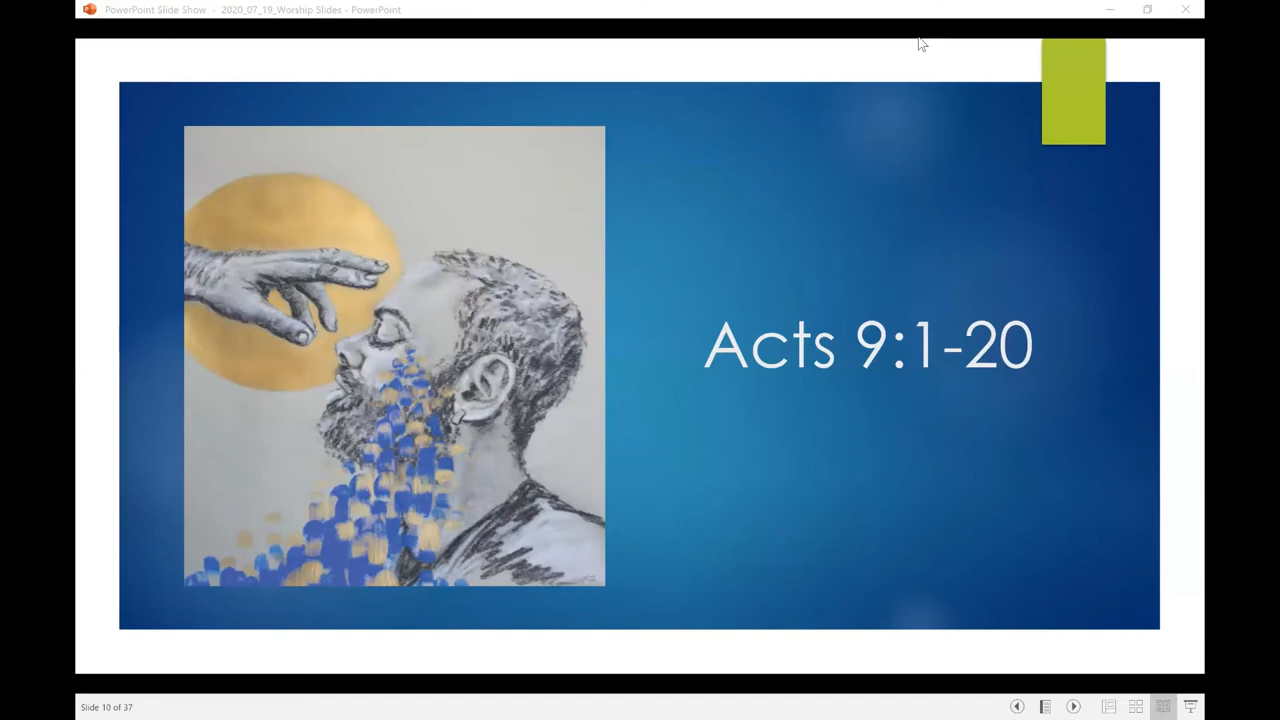 PowerPoint Slide Show - 2020_07_19_Worship Slides - PowerPoint
Acts 9:1-20
Slide 10 of 37